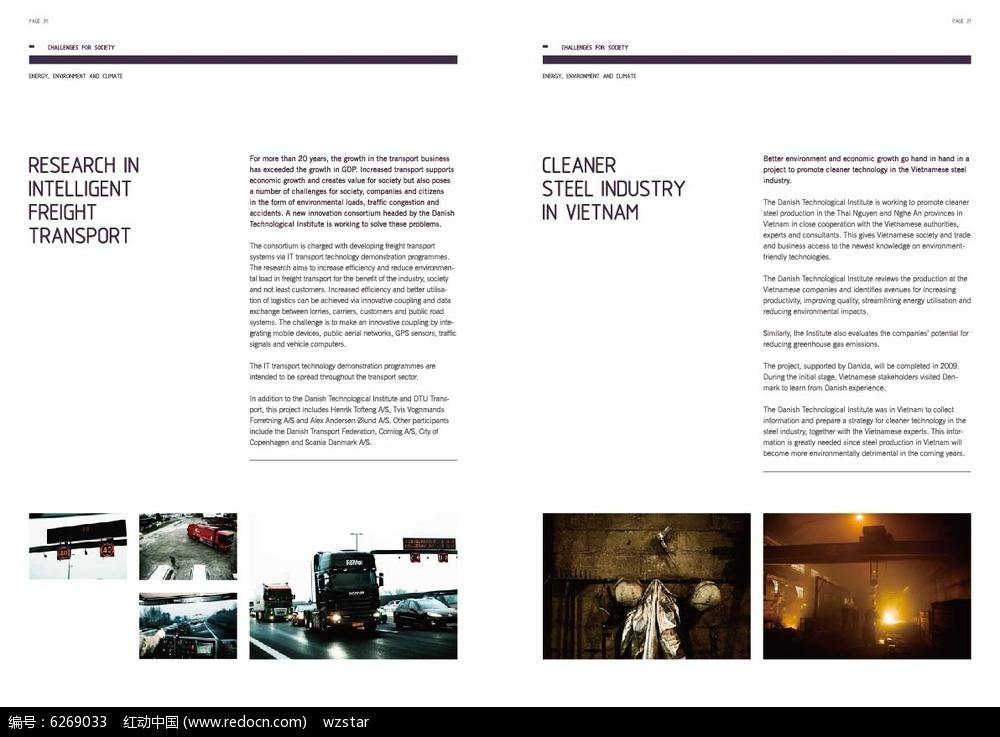 PAGE 20
CHALLENGES FOR SOCIETY
ENERGY, ENVIRONMENT AND CLIMATE
RESEARCH IN
INTELLIGENT
FREIGHT
TRANSPORT
For more than 20 years, the growth in the transport business
has exceeded the growth in GDP. Increased transport supports
economic growth and creates value for society but also poses
a number of challenges for society, companies and citizens
in the form of environmental loads, traffic congestion and
accidents. A new innovation consortium headed by the Danish
Technological Institute is working to solve these problems.
The consortium is charged with developing freight transport
systems via IT transport technology demonstration programmes.
The research aims to increase efficiency and reduce environmen-
tal load in freight transport for the benefit of the industry, society
and not least customers. Increased efficiency and better utilisa-
tion of logistics can be achieved via innovative coupling and data
exchange between lorries, carriers, customers and public road
systems. The challenge is to make an innovative coupling by inte-
grating mobile devices, public aerial networks, GPS sensors, traffic
signals and vehicle computers.
The IT transport technology demonstration programmes are
intended to be spread throughout the transport sector.
In addition to the Danish Technological Institute and DTU Trans-
port, this project includes Henrik Tofteng A/S, Tvis Vognmands
Forretning A/S and Alex Andersen Ølund A/S. Other participants
include the Danish Transport Federation, Comlog A/S, City of
Copenhagen and Scania Danmark A/S.
PAGE 21
CHALLENGES FOR SOCIETY
ENERGY, ENVIRONMENT AND CLIMATE
CLEANER
STEEL INDUSTRY
IN VIETNAM
Better environment and economic growth go hand in hand in a
project to promote cleaner technology in the Vietnamese steel
industry.
The Danish Technological Institute is working to promote cleaner
steel production in the Thai Nguyen and Nghe An provinces in
Vietnam in close cooperation with the Vietnamese authorities,
experts and consultants. This gives Vietnamese society and trade
and business access to the newest knowledge on environment-
friendly technologies.
The Danish Technological Institute reviews the production at the
Vietnamese companies and identifies avenues for increasing
productivity, improving quality, streamlining energy utilisation and
reducing environmental impacts.
Similarly, the Institute also evaluates the companies' potential for
reducing greenhouse gas emissions.
The project, supported by Danida, will be completed in 2009.
During the initial stage, Vietnamese stakeholders visited Den-
mark to learn from Danish experience.
The Danish Technological Institute was in Vietnam to collect
information and prepare a strategy for cleaner technology in the
steel industry, together with the Vietnamese experts. This infor-
mation is greatly needed since steel production in Vietnam will
become more environmentally detrimental in the coming years.
编号：6269033 红动中国 (www.redocn.com) wzstar